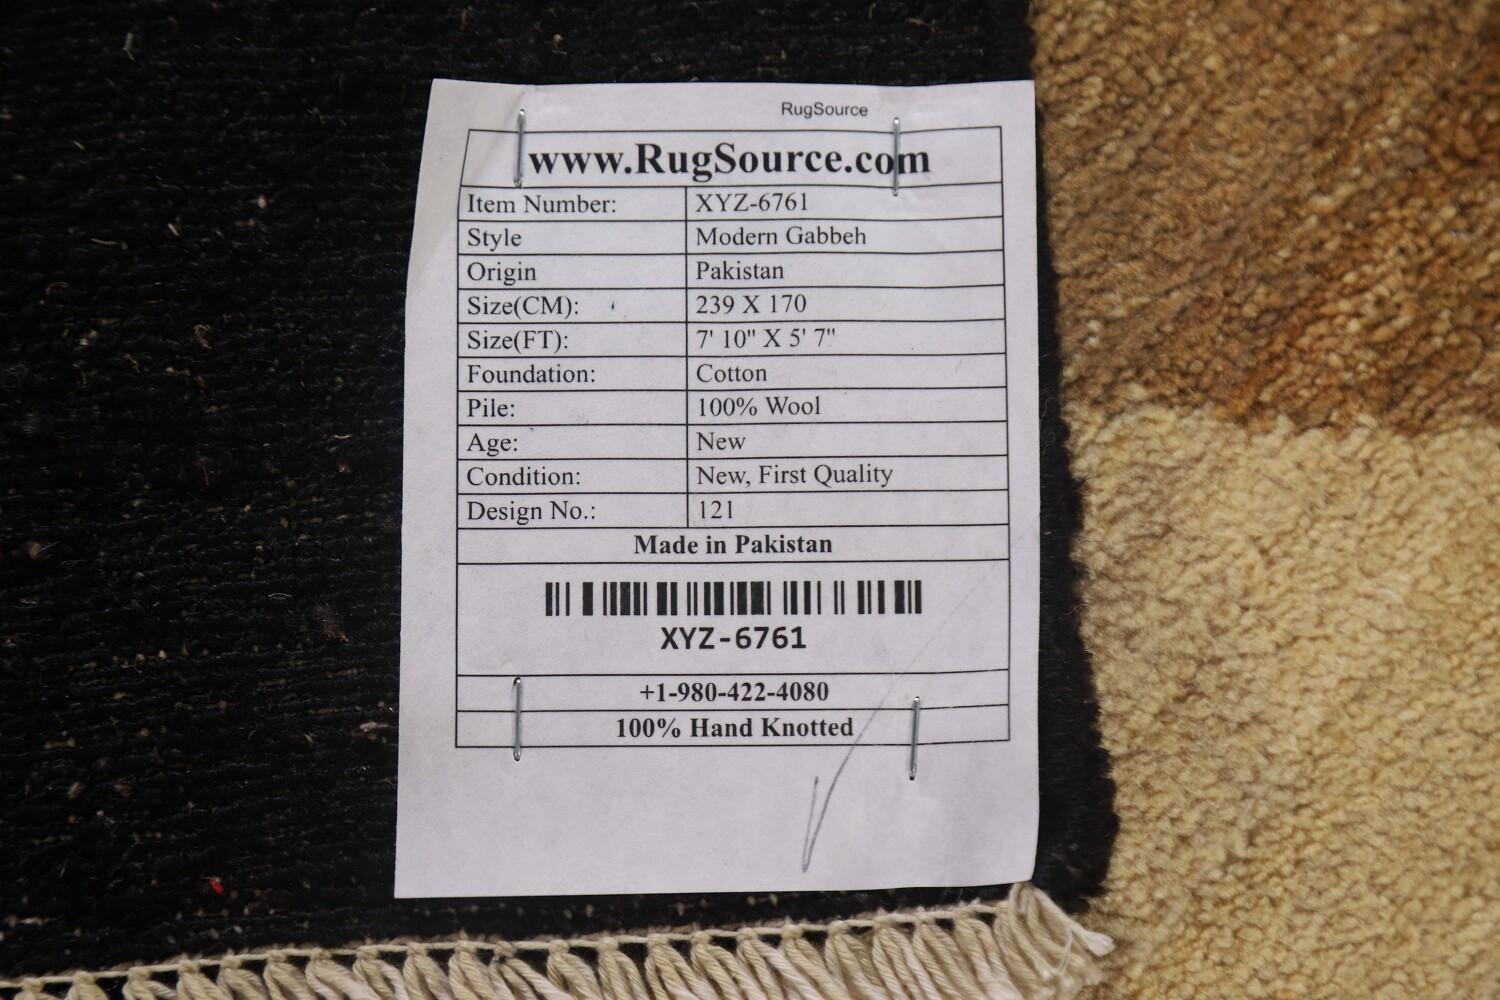 RugSource
www.RugSource.com
Item Number: XYZ-6761
Style Modern Gabbeh
Origin Pakistan
Size(CM): 239 X 170
Size(FT): 7' 10" X 5' 7"
Foundation: Cotton
Pile: 100% Wool
Age: New
Condition: New, First Quality
Design No.: 121
Made in Pakistan
XYZ-6761
+1-980-422-4080
100% Hand Knotted